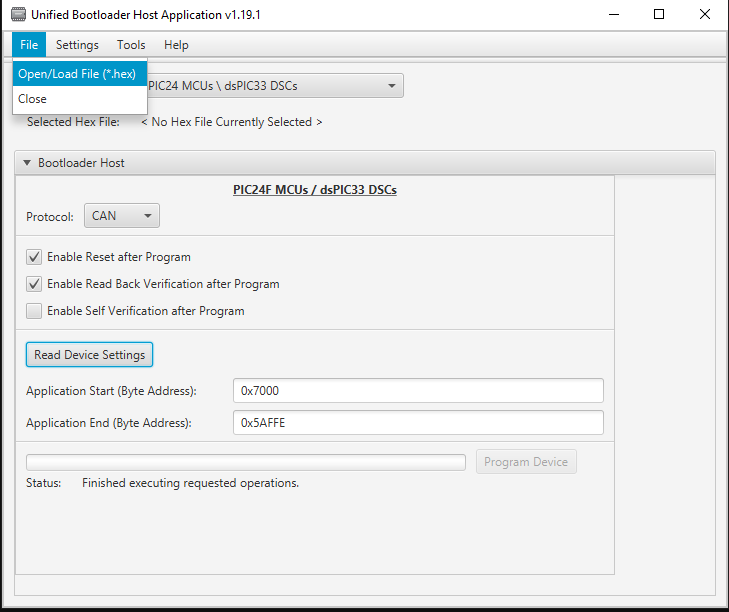 Unified Bootloader Host Application v1.19.1
File Settings Tools Help
Open/Load File (*.hex)
PIC24 MCUs \ dsPIC33 DSCs
Close
Selected Hex File: < No Hex File Currently Selected >
Bootloader Host
PIC24F MCUs / dsPIC33 DSCs
Protocol: CAN
Enable Reset after Program
Enable Read Back Verification after Program
Enable Self Verification after Program
Read Device Settings
Application Start (Byte Address): 0x7000
Application End (Byte Address): 0x5AFFE
Program Device
Status: Finished executing requested operations.